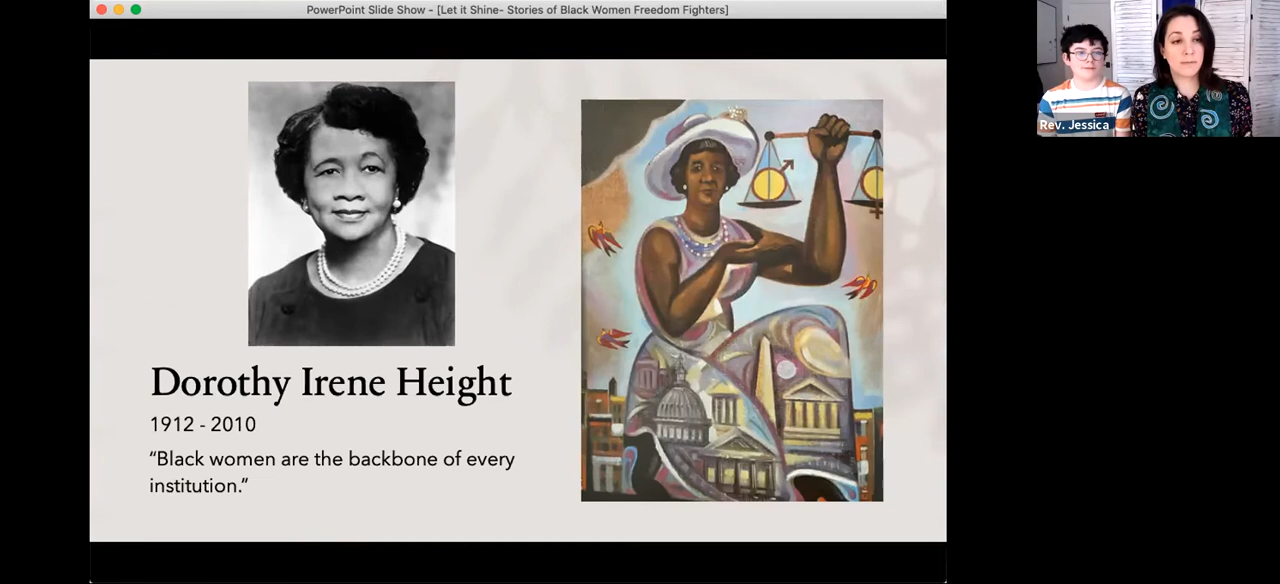 PowerPoint Slide Show - [Let it Shine- Stories of Black Women Freedom Fighters]
Rev. Jessica
Dorothy Irene Height
1912 - 2010
“Black women are the backbone of every
institution.”